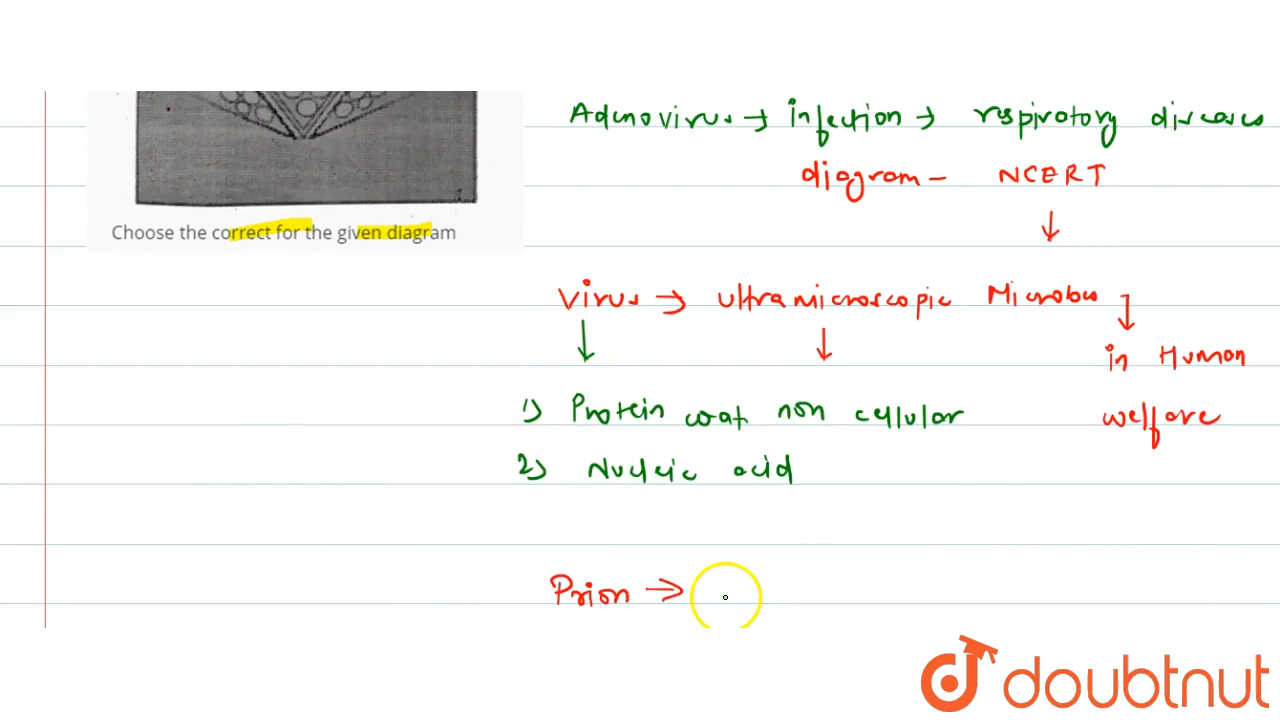 Adenovirus → infection → respiratory diseases
diagram - NCERT
↓
Choose the correct for the given diagram
Virus → ultramicroscopic Microbes
↓ ↓ in Human
1) Protein coat non cellular welfare
2) Nucleic acid
Prion →
doubtnut